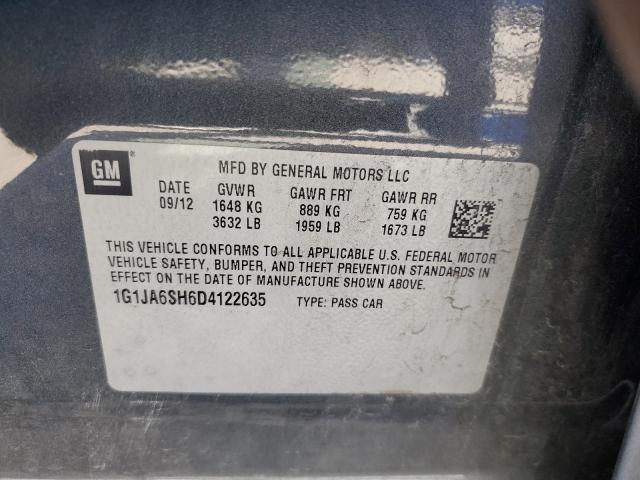 GM
MFD BY GENERAL MOTORS LLC
DATE GVWR GAWR FRT GAWR RR
09/12 1648 KG 889 KG 759 KG
3632 LB 1959 LB 1673 LB
THIS VEHICLE CONFORMS TO ALL APPLICABLE U.S. FEDERAL MOTOR
VEHICLE SAFETY, BUMPER, AND THEFT PREVENTION STANDARDS IN
EFFECT ON THE DATE OF MANUFACTURE SHOWN ABOVE.
1G1JA6SH6D4122635 TYPE: PASS CAR